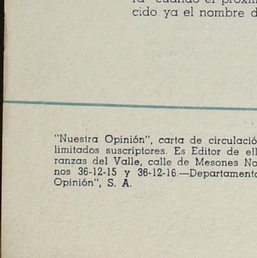 cuando el próxim
cido ya el nombre d
"Nuestra Opinión", carta de circulació
limitados suscriptores. Es Editor de ell
ranzas del Valle, calle de Mesones No
nos 36-12-15 y 36-12-16.—Departamento
Opinión", S. A.